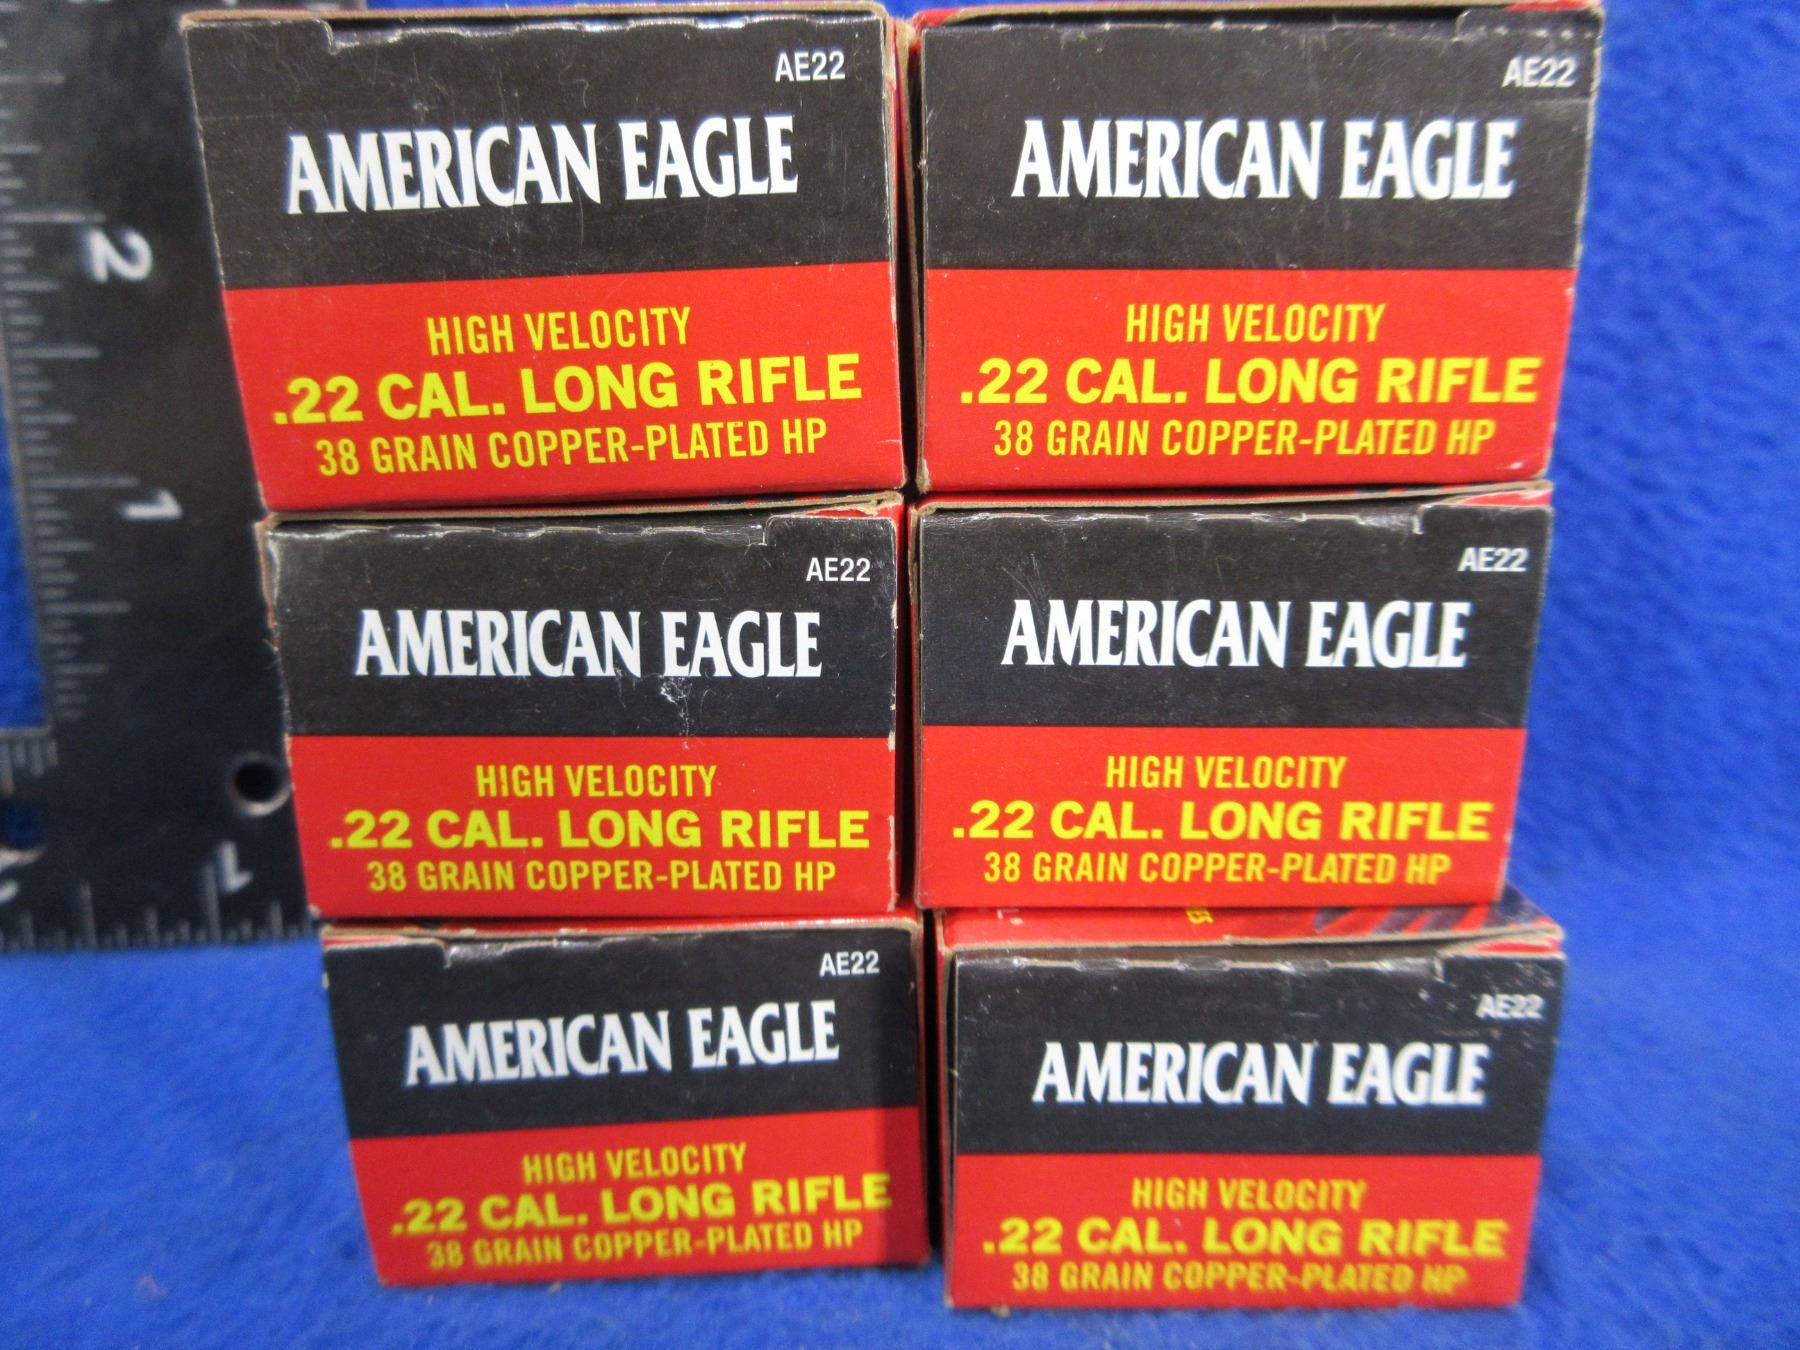 AE22
AMERICAN EAGLE
HIGH VELOCITY
.22 CAL. LONG RIFLE
38 GRAIN COPPER-PLATED HP
AE22
AMERICAN EAGLE
HIGH VELOCITY
.22 CAL. LONG RIFLE
38 GRAIN COPPER-PLATED HP
AE22
AMERICAN EAGLE
HIGH VELOCITY
.22 CAL. LONG RIFLE
38 GRAIN COPPER-PLATED HP
AE22
AMERICAN EAGLE
HIGH VELOCITY
.22 CAL. LONG RIFLE
38 GRAIN COPPER-PLATED HP
AE22
AMERICAN EAGLE
HIGH VELOCITY
.22 CAL. LONG RIFLE
38 GRAIN COPPER-PLATED HP
AE22
AMERICAN EAGLE
HIGH VELOCITY
.22 CAL. LONG RIFLE
38 GRAIN COPPER-PLATED HP
2
1
1